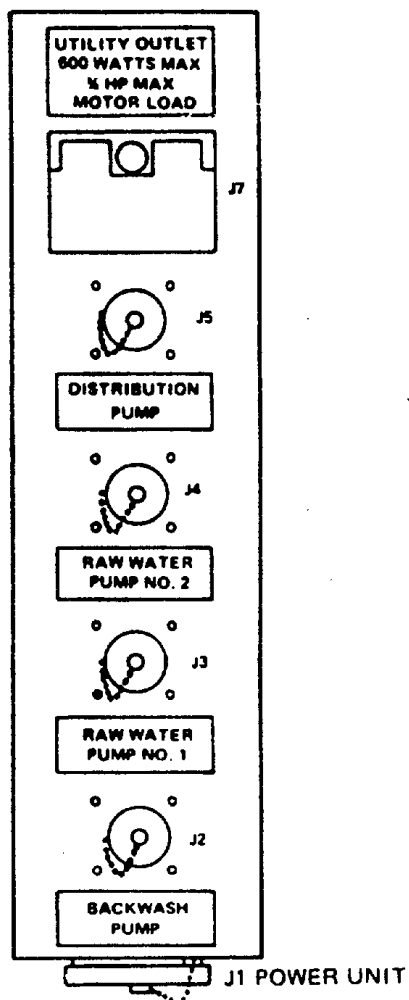 UTILITY OUTLET
600 WATTS MAX
¼ HP MAX
MOTOR LOAD
J7
J5
DISTRIBUTION
PUMP
J4
RAW WATER
PUMP NO. 2
J3
RAW WATER
PUMP NO. 1
J2
BACKWASH
PUMP
J1 POWER UNIT